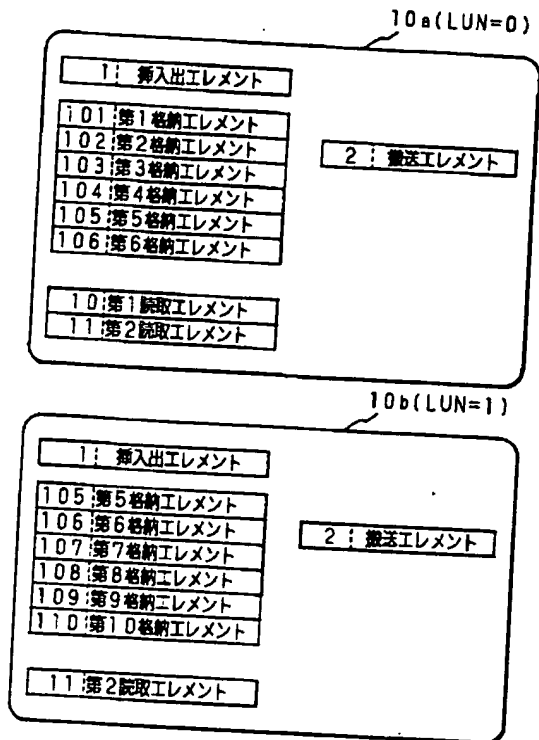 10a(LUN=0)
1 挿入出エレメント
101 第1格納エレメント
102 第2格納エレメント
103 第3格納エレメント
104 第4格納エレメント
105 第5格納エレメント
106 第6格納エレメント
2 搬送エレメント
10 第1読取エレメント
11 第2読取エレメント
10b(LUN=1)
1 挿入出エレメント
105 第5格納エレメント
106 第6格納エレメント
107 第7格納エレメント
108 第8格納エレメント
109 第9格納エレメント
110 第10格納エレメント
2 搬送エレメント
11 第2読取エレメント